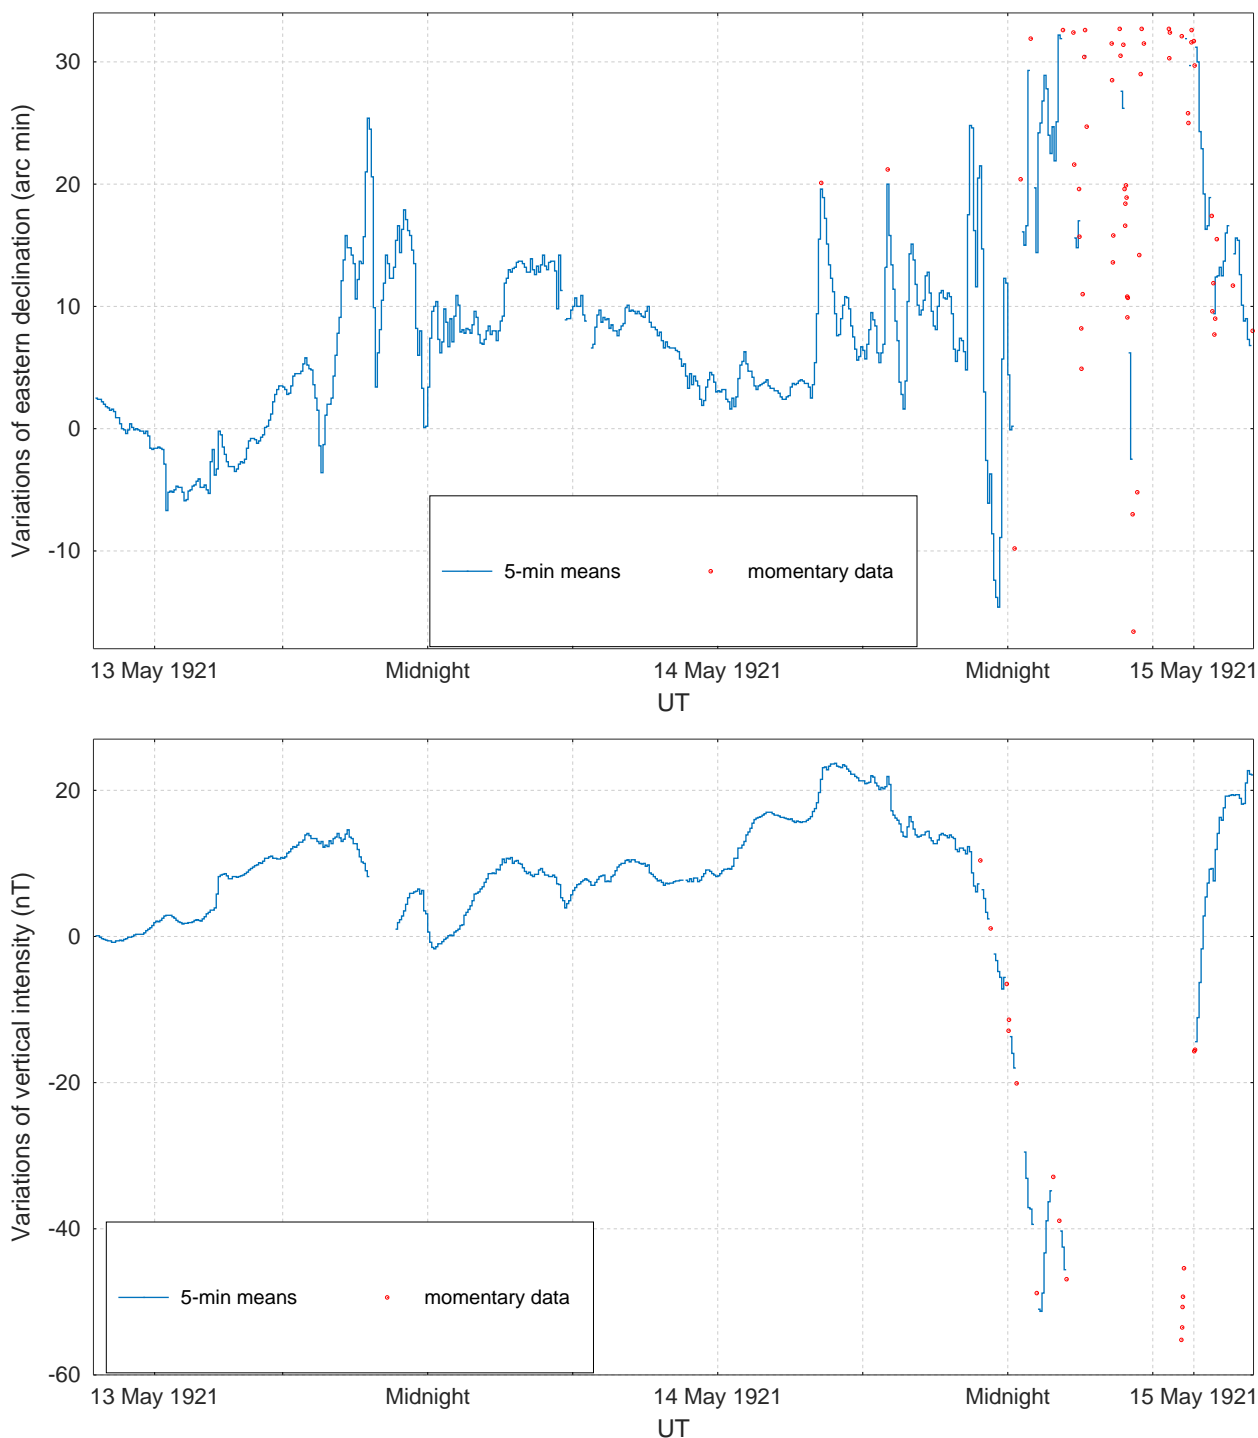 Variations of eastern declination (arc min)
30
20
10
0
-10
5-min means momentary data
13 May 1921 Midnight 14 May 1921 Midnight 15 May 1921
UT
Variations of vertical intensity (nT)
20
0
-20
-40
-60
5-min means momentary data
13 May 1921 Midnight 14 May 1921 Midnight 15 May 1921
UT